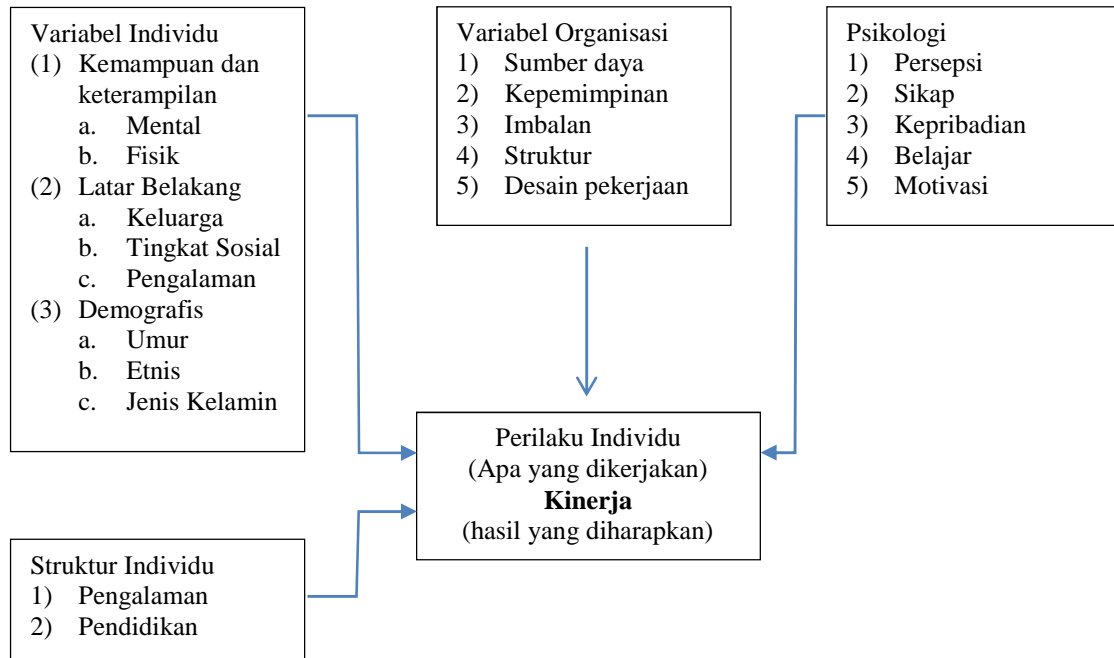 Variabel Individu
(1) Kemampuan dan
keterampilan
a. Mental
b. Fisik
(2) Latar Belakang
a. Keluarga
b. Tingkat Sosial
c. Pengalaman
(3) Demografis
a. Umur
b. Etnis
c. Jenis Kelamin
Variabel Organisasi
1) Sumber daya
2) Kepemimpinan
3) Imbalan
4) Struktur
5) Desain pekerjaan
Psikologi
1) Persepsi
2) Sikap
3) Kepribadian
4) Belajar
5) Motivasi
Perilaku Individu
(Apa yang dikerjakan)
Kinerja
(hasil yang diharapkan)
Struktur Individu
1) Pengalaman
2) Pendidikan